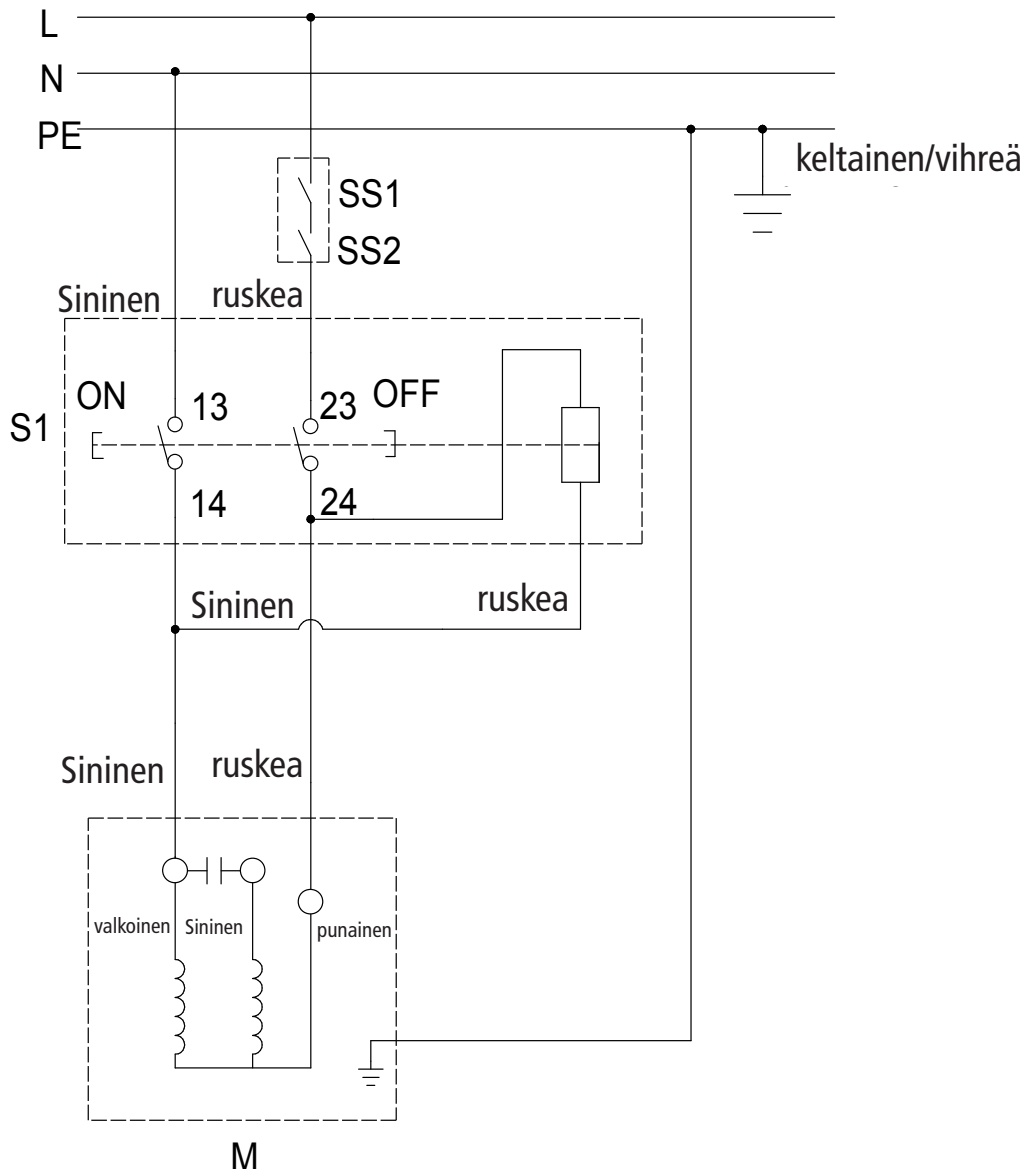 L
N
PE
keltainen/vihreä
SS1
SS2
Sininen ruskea
ON 13 23 OFF
S1
14 24
Sininen ruskea
Sininen ruskea
valkoinen Sininen punainen
M